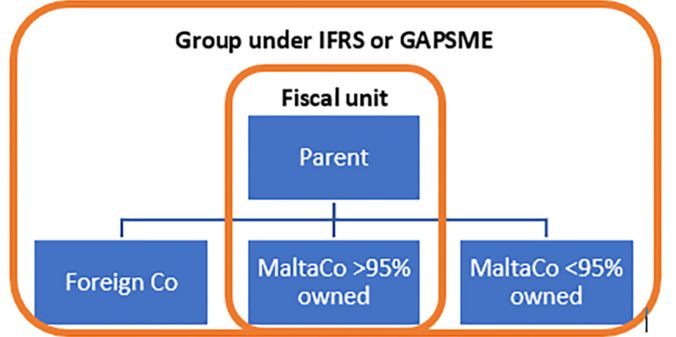 Group under IFRS or GAPSME
Fiscal unit
Parent
Foreign Co
MaltaCo >95%
owned
MaltaCo <95%
owned